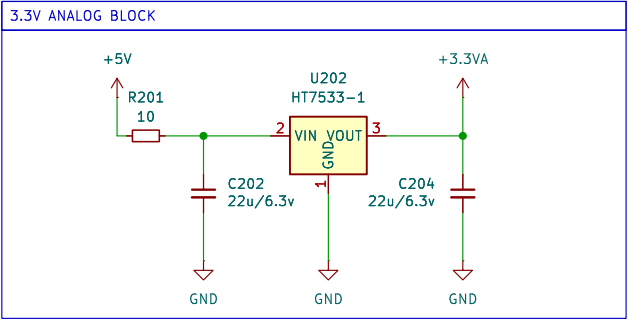 3.3V ANALOG BLOCK
+5V
+3.3VA
R201
10
U202
HT7533-1
2
VIN
VOUT
3
GND
1
C202
22u/6.3v
C204
22u/6.3v
GND
GND
GND